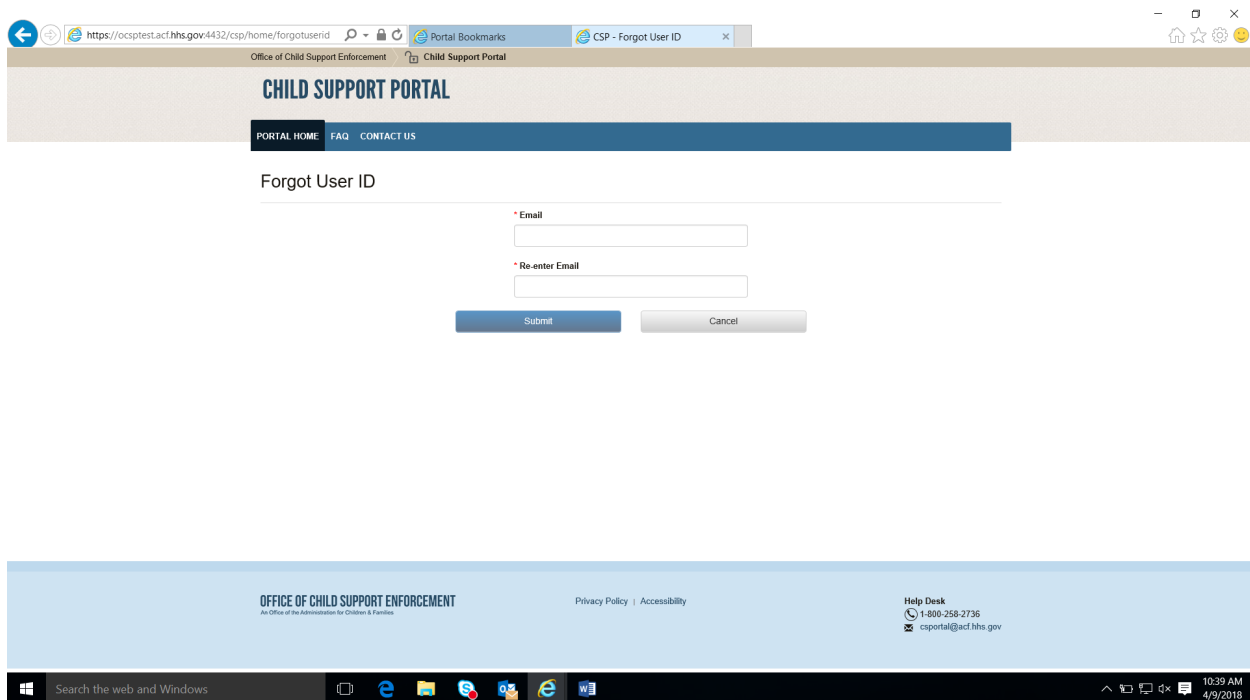 https://ocsptest.acf.hhs.gov:4432/csp/home/forgotuserid
Portal Bookmarks
CSP - Forgot User ID
Office of Child Support Enforcement
Child Support Portal
CHILD SUPPORT PORTAL
PORTAL HOME FAQ CONTACT US
Forgot User ID
* Email
* Re-enter Email
Submit Cancel
OFFICE OF CHILD SUPPORT ENFORCEMENT
An Office of the Administration for Children & Families
Privacy Policy | Accessibility
Help Desk
1-800-258-2736
csportal@acf.hhs.gov
Search the web and Windows
10:39 AM
4/9/2018